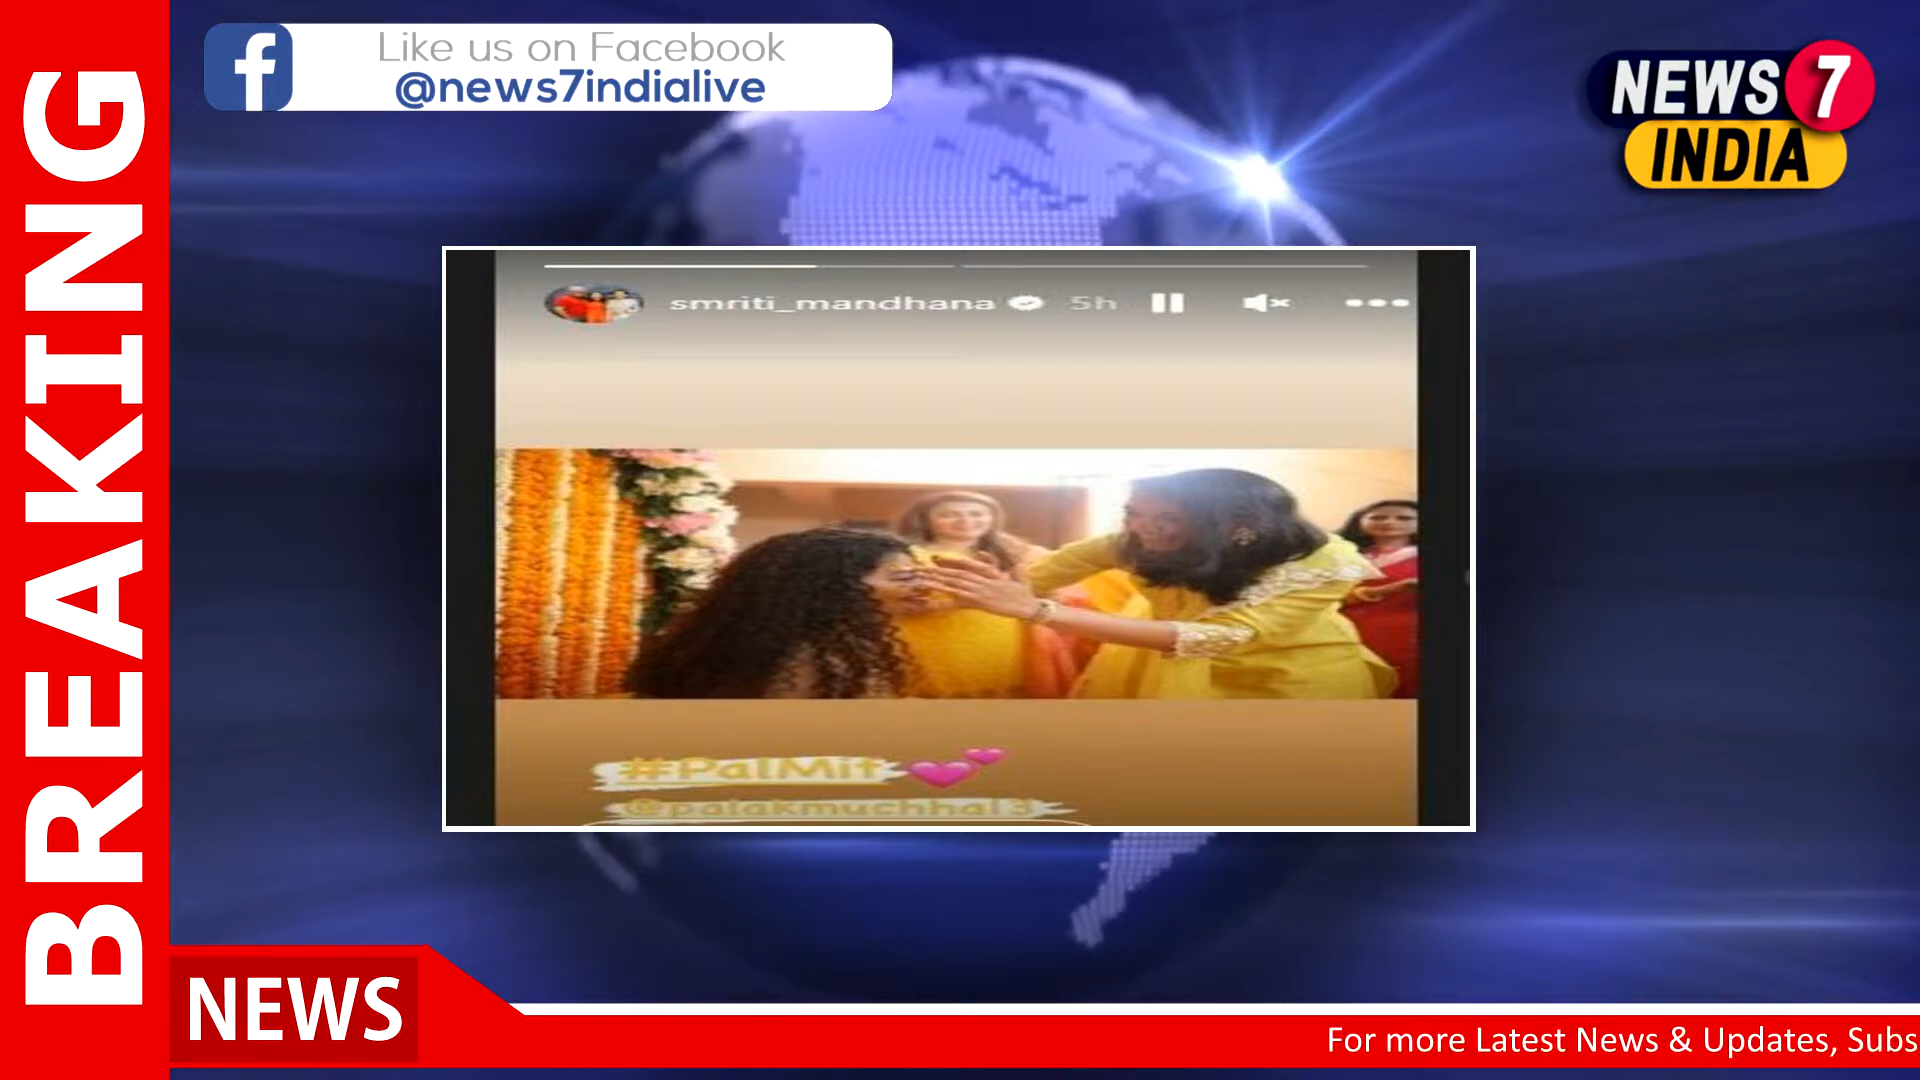 BREAKING
Like us on Facebook
@news7indialive
NEWS 7
INDIA
smriti_mandhana 5h
#PalMit
@palakmuchhal3
NEWS
For more Latest News & Updates, Subs